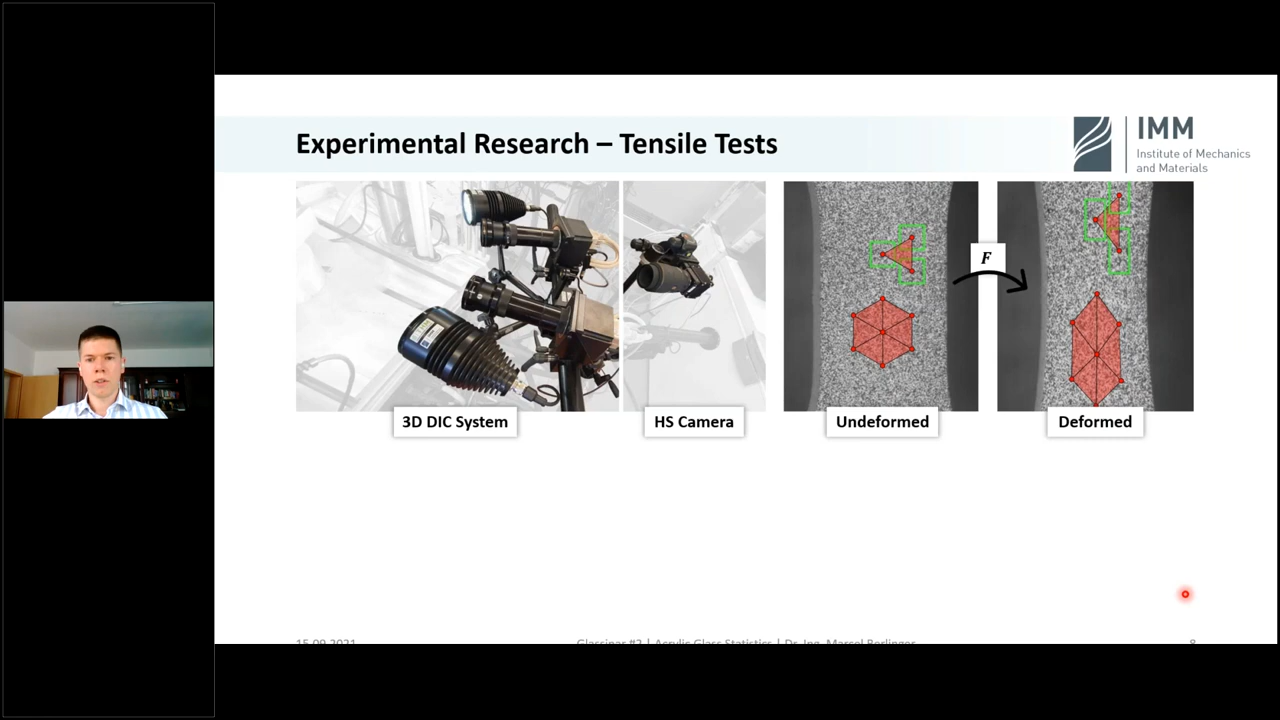 Experimental Research – Tensile Tests
IMM
Institute of Mechanics
and Materials
F
3D DIC System
HS Camera
Undeformed
Deformed
15.09.2021
Glassinar #2 | Acrylic Glass Statistics | Dr. Ing. Marcel Berlinger
8